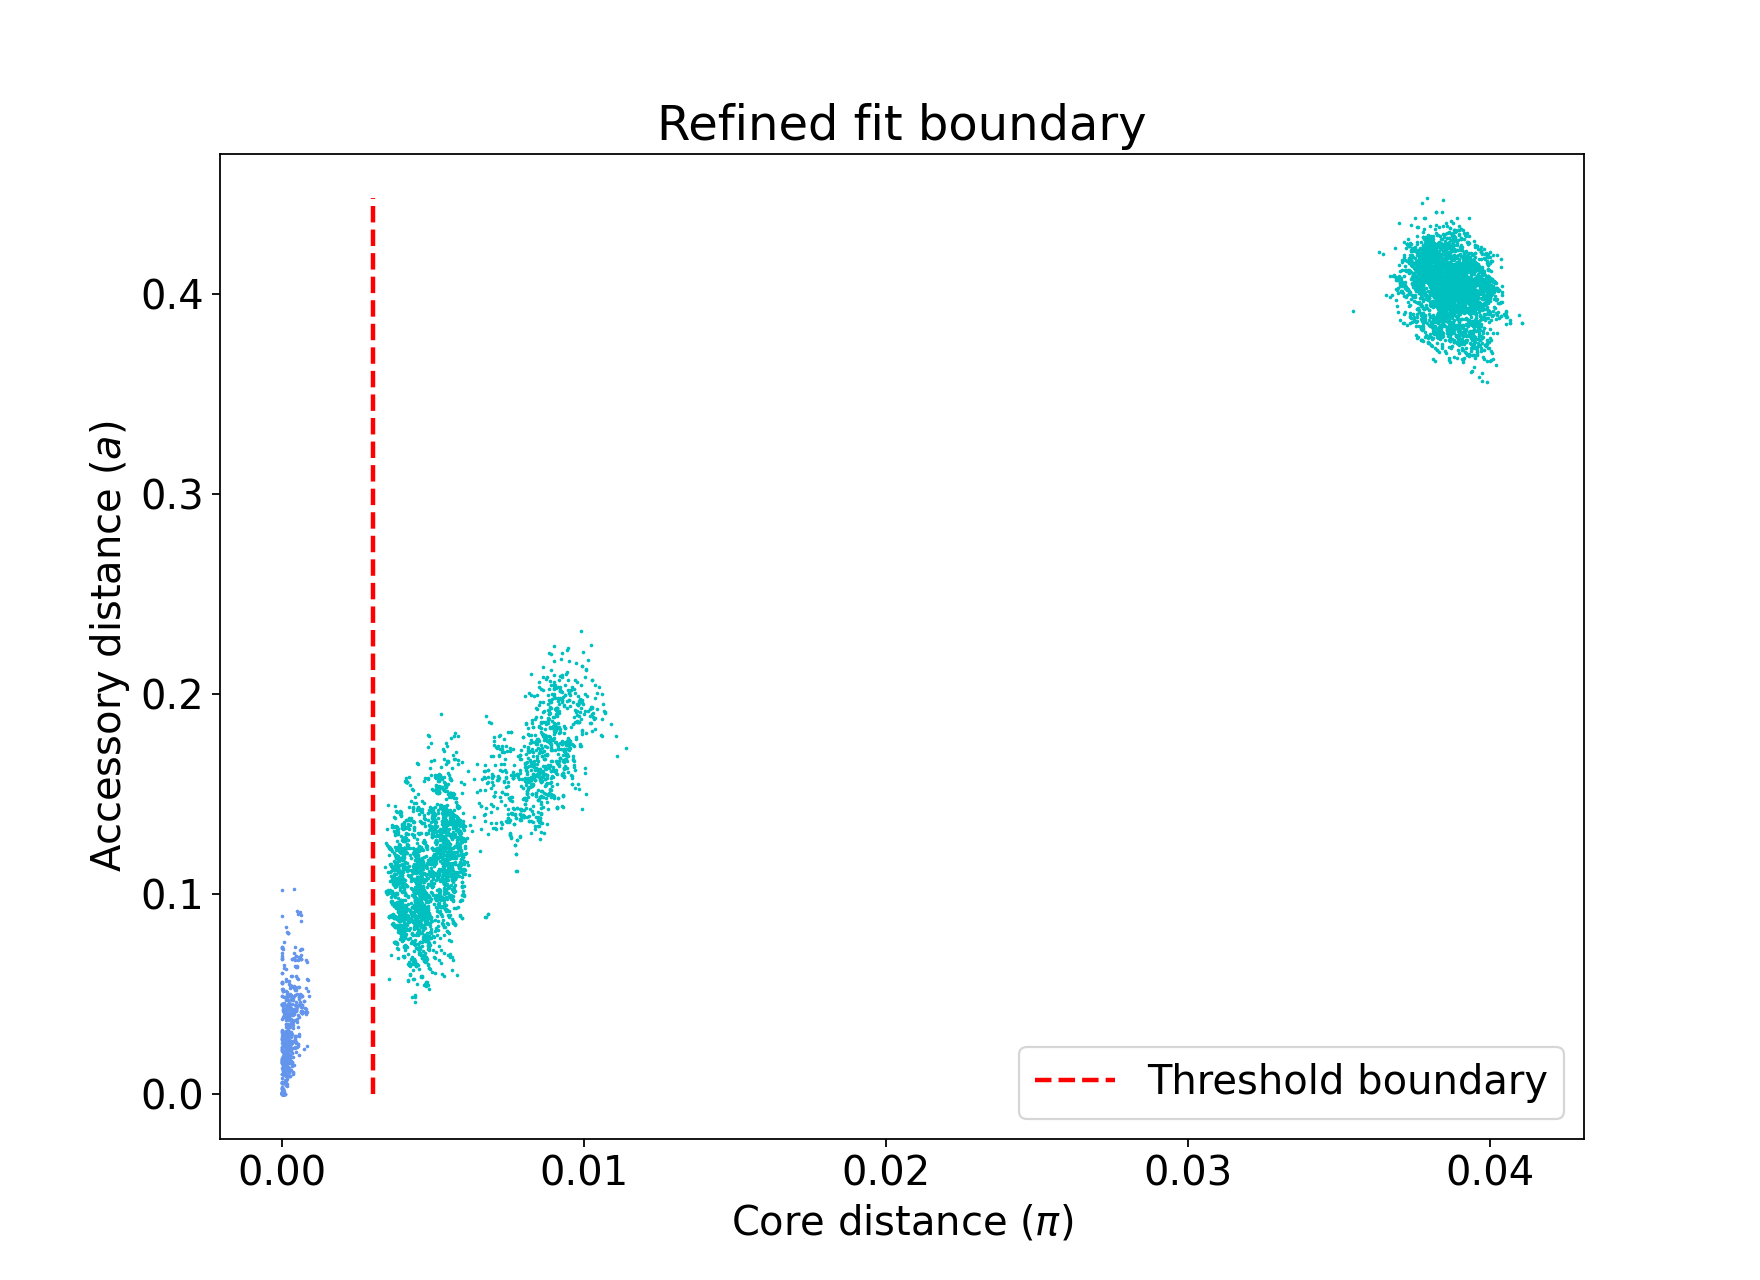 Refined fit boundary
Accessory distance (a)
0.4
0.3
0.2
0.1
0.0
Threshold boundary
0.00 0.01 0.02 0.03 0.04
Core distance (π)